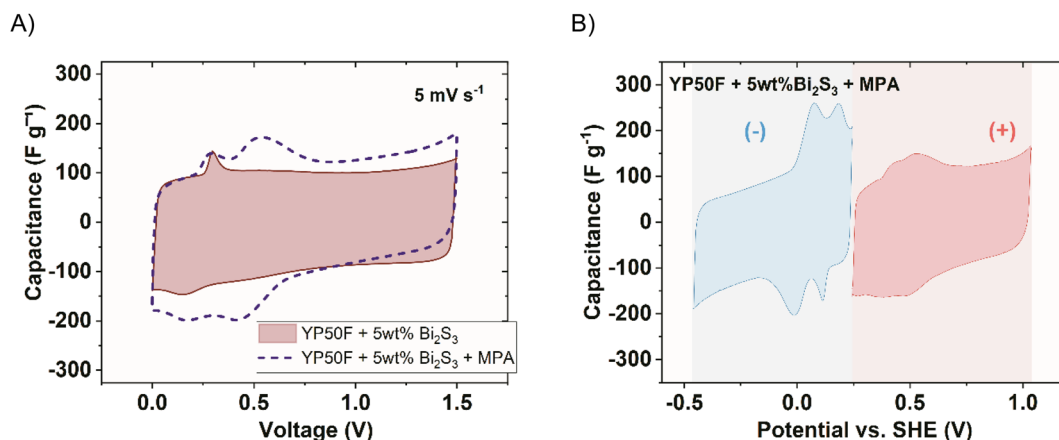 A)
Capacitance (F g⁻¹)
300
200
100
0
-100
-200
-300
5 mV s⁻¹
YP50F + 5wt% Bi₂S₃
YP50F + 5wt% Bi₂S₃ + MPA
0.0 0.5 1.0 1.5
Voltage (V)
B)
Capacitance (F g⁻¹)
300
200
100
0
-100
-200
-300
YP50F + 5wt%Bi₂S₃ + MPA
(-) (+)
-0.5 0.0 0.5 1.0
Potential vs. SHE (V)